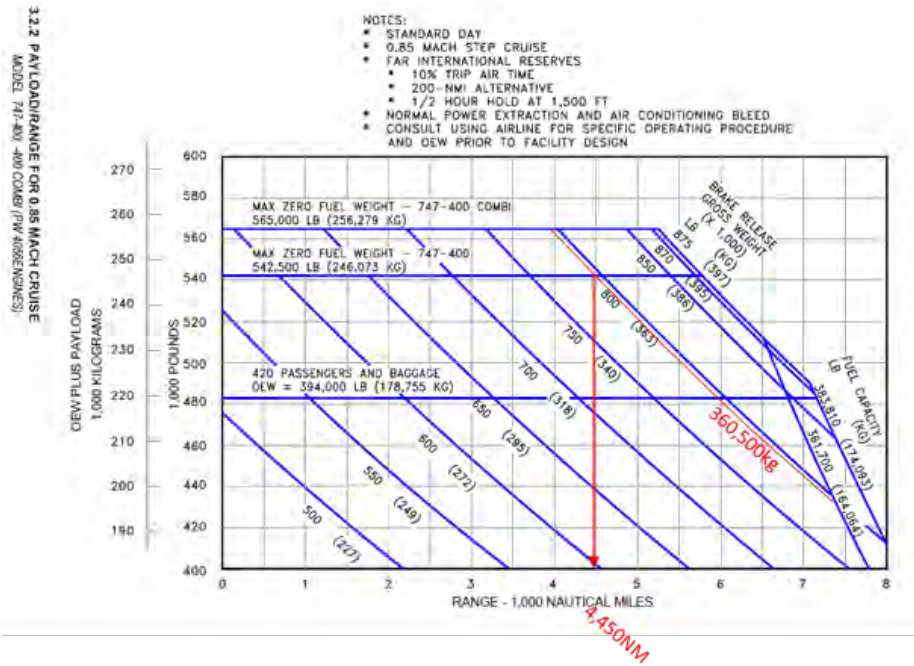 3.2.2 PAYLOAD/RANGE FOR 0.85 MACH CRUISE
MODEL 747-400, -400 COMBI (PW4056 ENGINES)
NOTES:
* STANDARD DAY
* 0.85 MACH STEP CRUISE
* FAR INTERNATIONAL RESERVES
* 10% TRIP AIR TIME
* 200-NMI ALTERNATIVE
* 1/2 HOUR HOLD AT 1,500 FT
* NORMAL POWER EXTRACTION AND AIR CONDITIONING BLEED
* CONSULT USING AIRLINE FOR SPECIFIC OPERATING PROCEDURE
AND OEW PRIOR TO FACILITY DESIGN
OEW PLUS PAYLOAD
1,000 KILOGRAMS
270
260
250
240
230
220
210
200
190
1,000 POUNDS
600
580
560
540
520
500
480
460
440
420
400
MAX ZERO FUEL WEIGHT - 747-400 COMBI
565,000 LB (256,279 KG)
MAX ZERO FUEL WEIGHT - 747-400
542,500 LB (246,073 KG)
420 PASSENGERS AND BAGGAGE
OEW = 394,000 LB (178,755 KG)
BRAKE RELEASE
GROSS WEIGHT
(X 1,000)
LB
(KG)
875 (397)
870 (395)
850 (386)
800 (363)
750 (340)
700 (318)
650 (295)
600 (272)
550 (249)
500 (227)
FUEL CAPACITY
LB
(KG)
383,810 (174,093)
361,700 (164,064)
360,500kg
0 1 2 3 4 5 6 7 8
RANGE - 1,000 NAUTICAL MILES
4,450NM